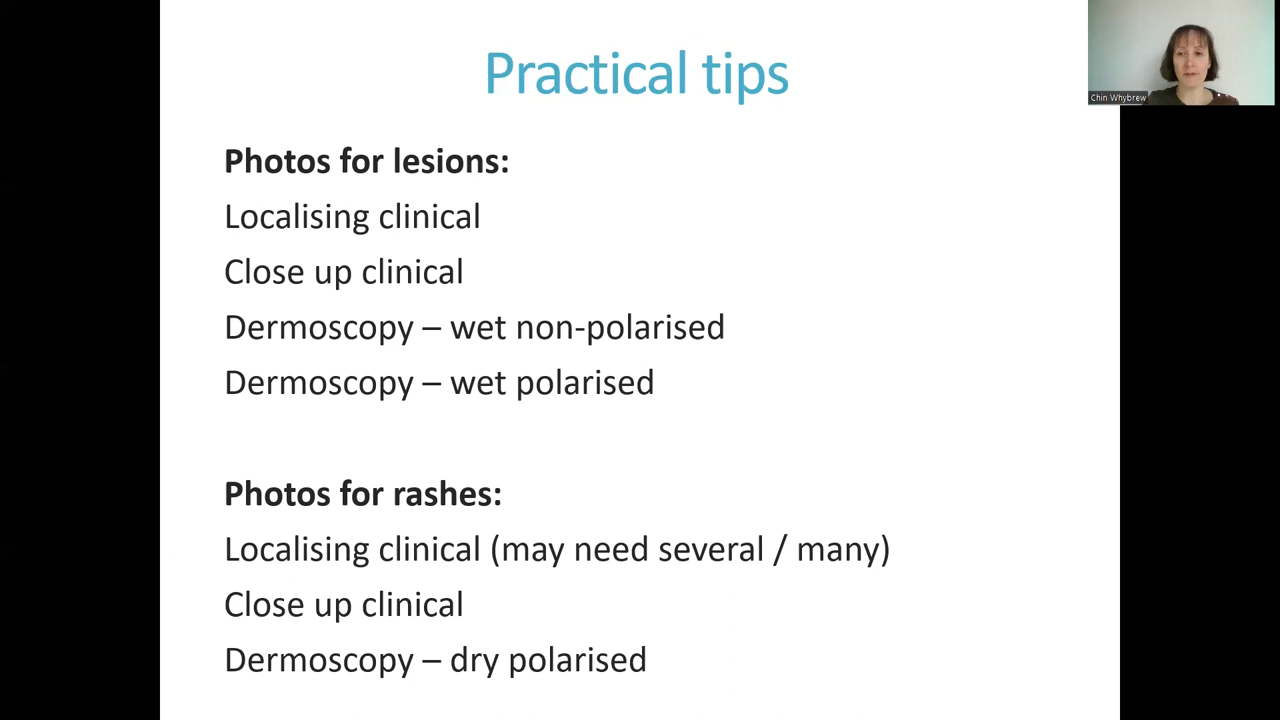 Practical tips
Chin Whybrew
Photos for lesions:
Localising clinical
Close up clinical
Dermoscopy – wet non-polarised
Dermoscopy – wet polarised
Photos for rashes:
Localising clinical (may need several / many)
Close up clinical
Dermoscopy – dry polarised